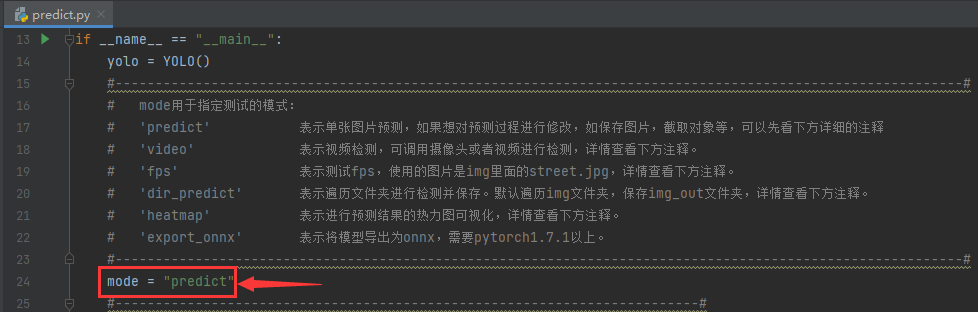 predict.py
13 if __name__ == "__main__":
14 yolo = YOLO()
15 #----------------------------------------------------------------------------------------------------------#
16 # mode用于指定测试的模式:
17 # 'predict' 表示单张图片预测，如果想对预测过程进行修改，如保存图片，截取对象等，可以先看下方详细的注释
18 # 'video' 表示视频检测，可调用摄像头或者视频进行检测，详情查看下方注释。
19 # 'fps' 表示测试fps，使用的图片是img里面的street.jpg，详情查看下方注释。
20 # 'dir_predict' 表示遍历文件夹进行检测并保存。默认遍历img文件夹，保存img_out文件夹，详情查看下方注释。
21 # 'heatmap' 表示进行预测结果的热力图可视化，详情查看下方注释。
22 # 'export_onnx' 表示将模型导出为onnx，需要pytorch1.7.1以上。
23 #----------------------------------------------------------------------------------------------------------#
24 mode = "predict"
25 #-------------------------------------------------------------------------#